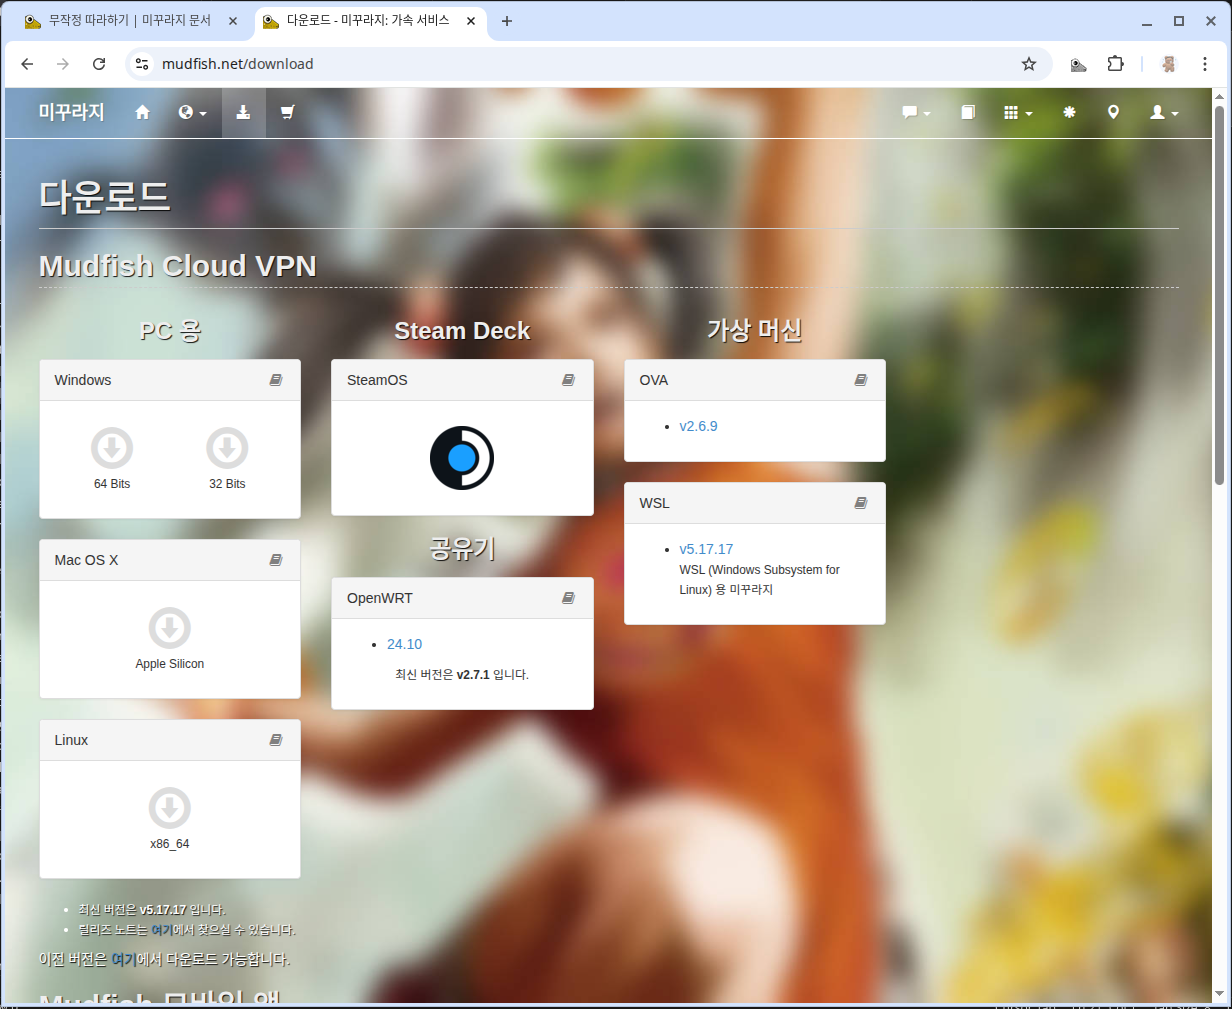 무작정 따라하기 | 미꾸라지 문서
다운로드 - 미꾸라지: 가속 서비스
mudfish.net/download
미꾸라지
다운로드
Mudfish Cloud VPN
PC 용
Steam Deck
가상 머신
Windows
SteamOS
OVA
64 Bits
32 Bits
v2.6.9
WSL
v5.17.17
WSL (Windows Subsystem for
Linux) 용 미꾸라지
Mac OS X
Apple Silicon
공유기
OpenWRT
24.10
최신 버전은 v2.7.1 입니다.
Linux
x86_64
최신 버전은 v5.17.17 입니다.
릴리즈 노트는 여기에서 찾으실 수 있습니다.
이전 버전은 여기에서 다운로드 가능합니다.
Mudfish 모바일 앱